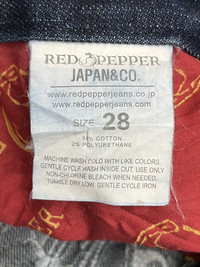 RED PEPPER
JAPAN&CO.
www.redpepperjeans.co.th
www.redpepperjeans.com
SIZE 28
98% COTTON
2% POLYURETHANE
MACHINE WASH COLD WITH LIKE COLORS.
GENTLE CYCLE WASH INSIDE OUT. USE ONLY
NON-CHLORINE BLEACH WHEN NEEDED.
TUMBLE DRY LOW. GENTLE CYCLE IRON